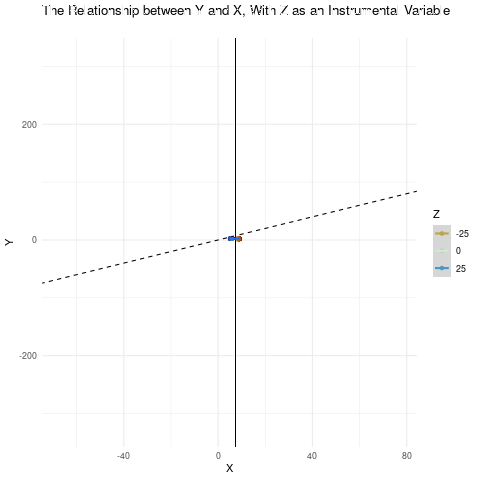 The Relationship between Y and X, With Z as an Instrumental Variable
200
0
-200
Y
-40
0
40
80
X
Z
-25
0
25